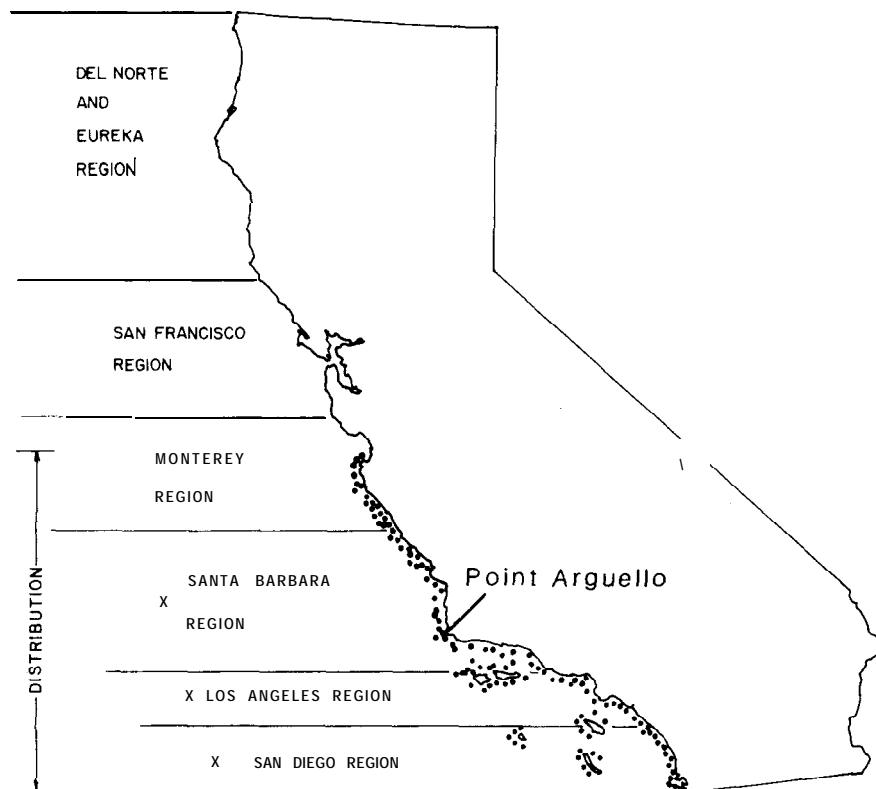 DEL NORTE
AND
EUREKA
REGION
SAN FRANCISCO
REGION
MONTEREY
REGION
X SANTA BARBARA
REGION
Point Arguello
X LOS ANGELES REGION
X SAN DIEGO REGION
DISTRIBUTION